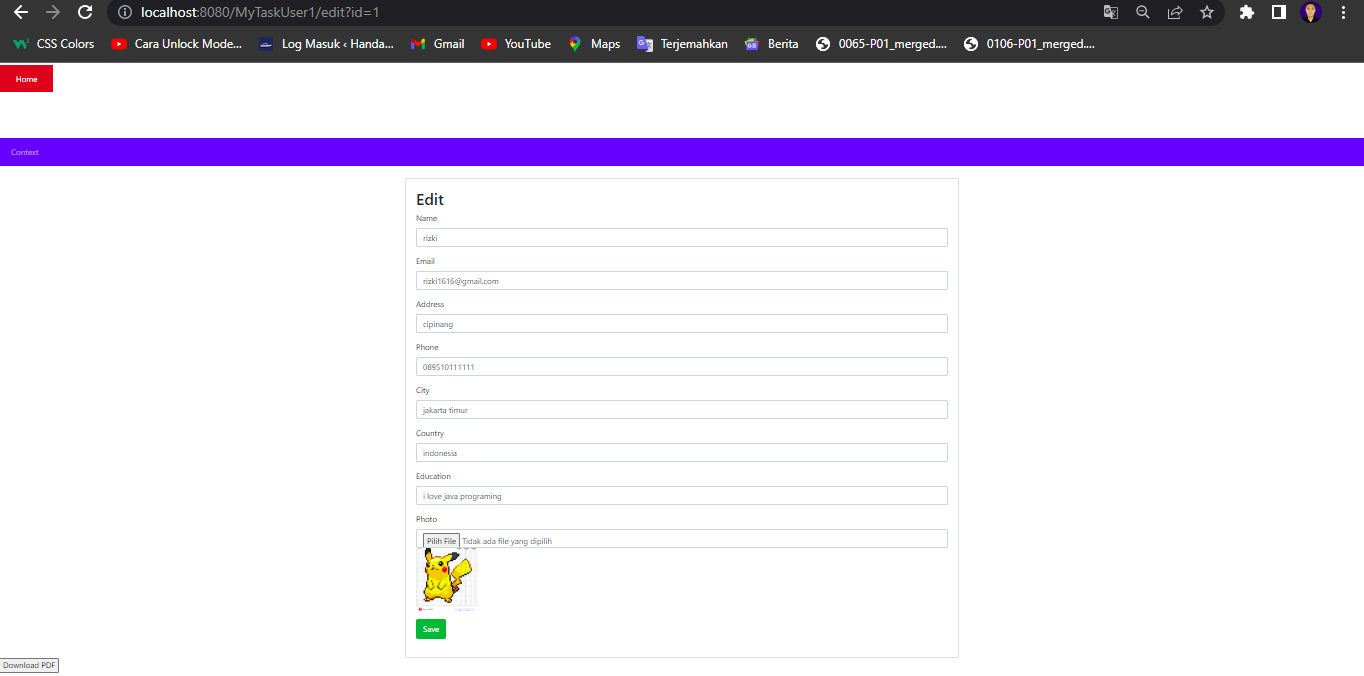 localhost:8080/MyTaskUser1/edit?id=1
CSS Colors Cara Unlock Mode... Log Masuk ‹ Handa... Gmail YouTube Maps Terjemahkan Berita 0065-P01_merged.... 0106-P01_merged....
Home
Context
Edit
Name
rizki
Email
rizki1616@gmail.com
Address
cipinang
Phone
089510111111
City
jakarta timur
Country
indonesia
Education
i love java programing
Photo
Pilih File Tidak ada file yang dipilih
Save
Download PDF